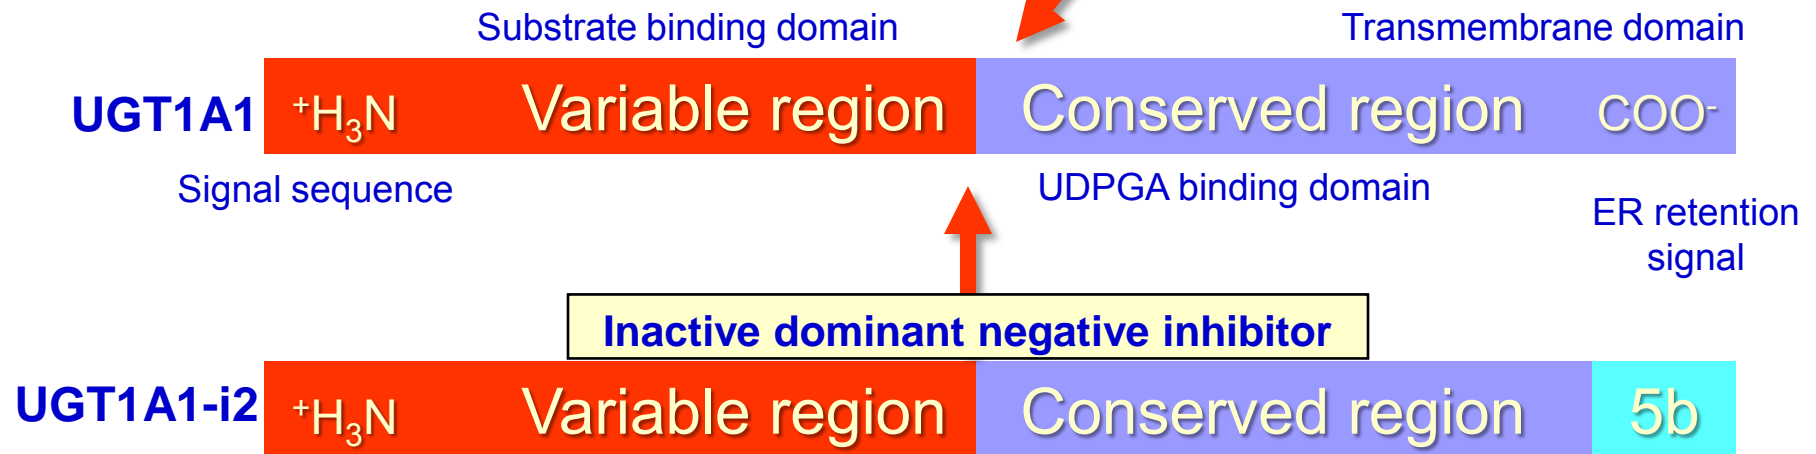 Substrate binding domain Transmembrane domain
UGT1A1 ⁺H₃N Variable region Conserved region COO⁻
Signal sequence UDPGA binding domain
ER retention
signal
Inactive dominant negative inhibitor
UGT1A1-i2 ⁺H₃N Variable region Conserved region 5b